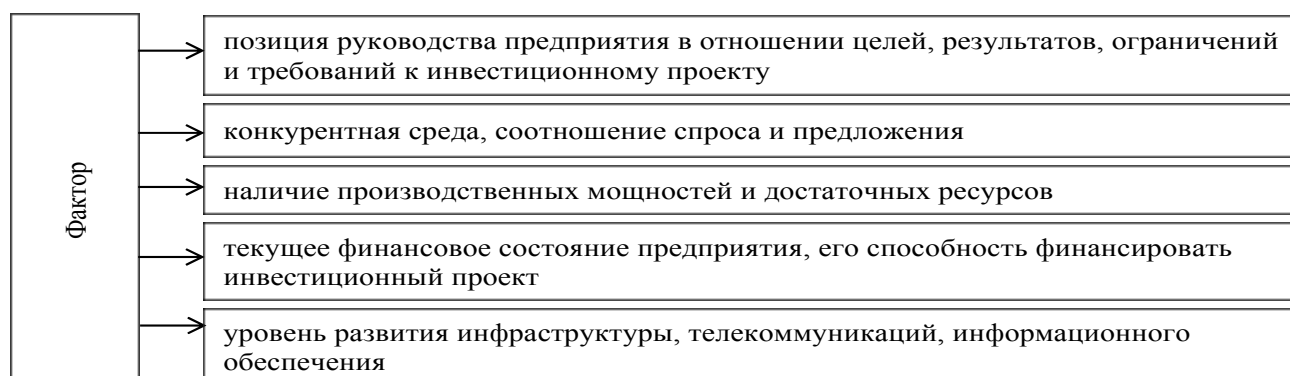 Фактор
позиция руководства предприятия в отношении целей, результатов, ограничений
и требований к инвестиционному проекту
конкурентная среда, соотношение спроса и предложения
наличие производственных мощностей и достаточных ресурсов
текущее финансовое состояние предприятия, его способность финансировать
инвестиционный проект
уровень развития инфраструктуры, телекоммуникаций, информационного
обеспечения